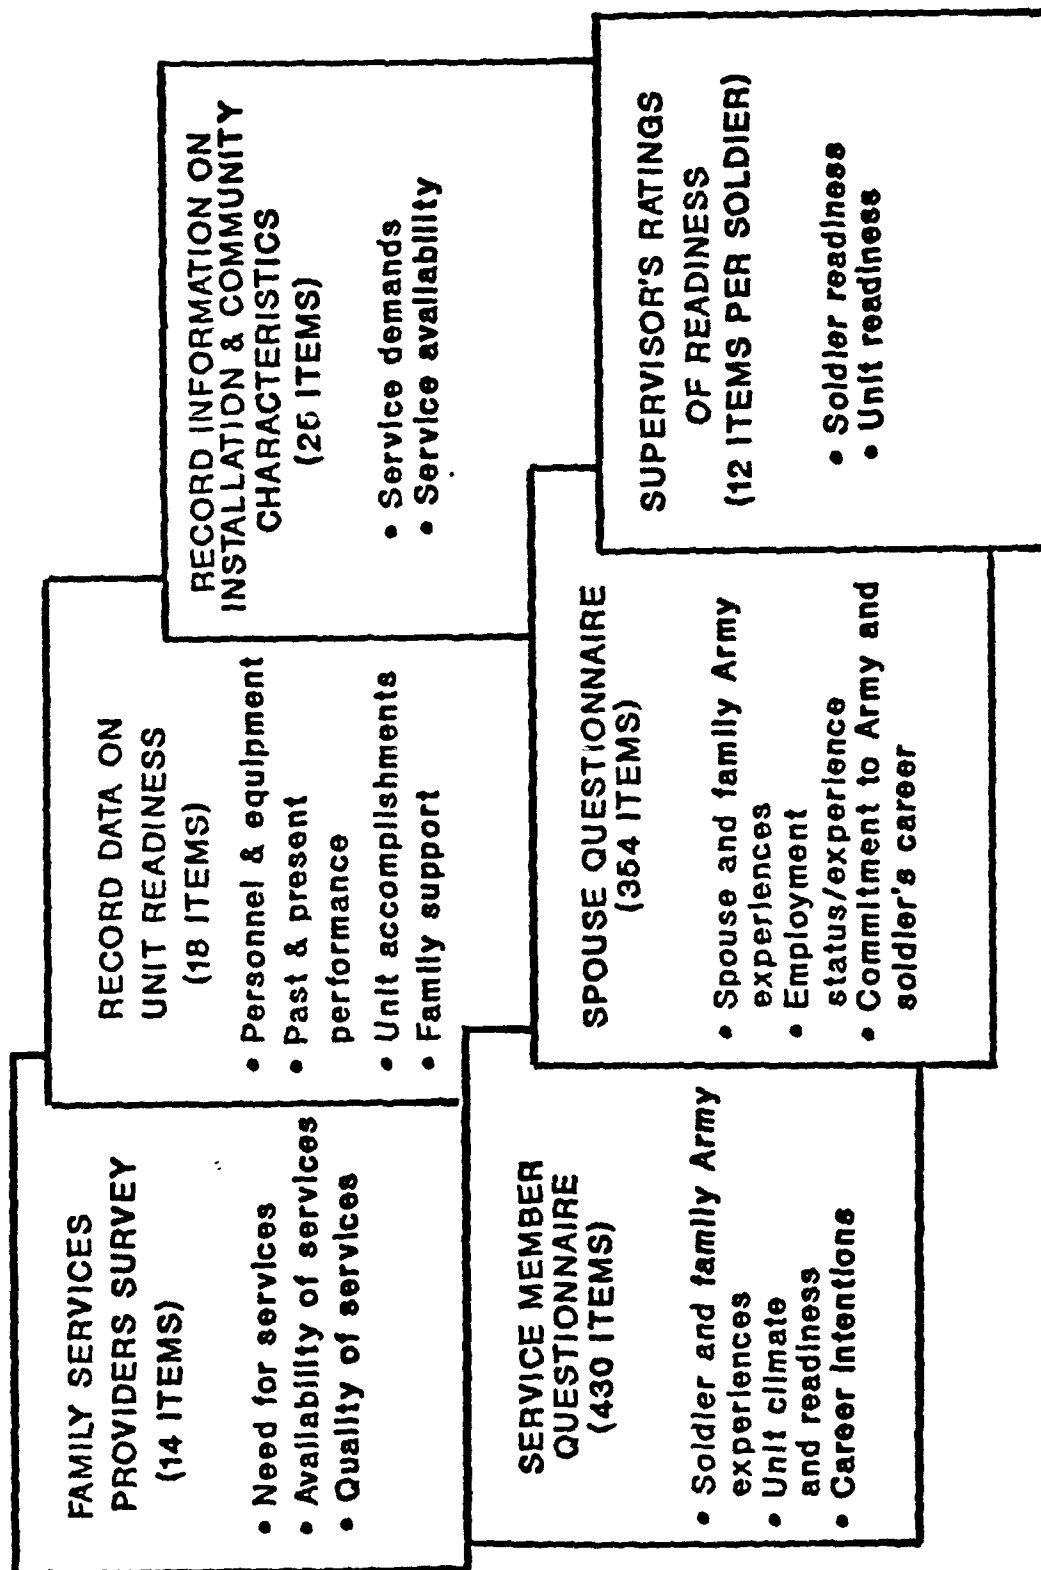 FAMILY SERVICES
PROVIDERS SURVEY
(14 ITEMS)
• Need for services
• Availability of services
• Quality of services
RECORD DATA ON
UNIT READINESS
(18 ITEMS)
• Personnel & equipment
• Past & present
performance
• Unit accomplishments
• Family support
RECORD INFORMATION ON
INSTALLATION & COMMUNITY
CHARACTERISTICS
(25 ITEMS)
• Service demands
• Service availability
SERVICE MEMBER
QUESTIONNAIRE
(430 ITEMS)
• Soldier and family Army
experiences
• Unit climate
and readiness
• Career intentions
SPOUSE QUESTIONNAIRE
(354 ITEMS)
• Spouse and family Army
experiences
• Employment
status/experience
• Commitment to Army and
soldier's career
SUPERVISOR'S RATINGS
OF READINESS
(12 ITEMS PER SOLDIER)
• Soldier readiness
• Unit readiness